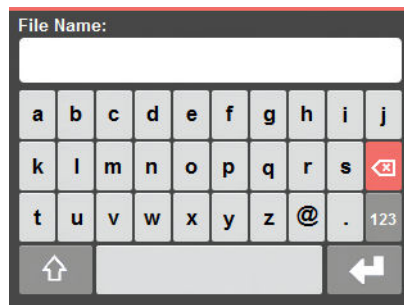 File Name:
a b c d e f g h i j
k l m n o p q r s
t u v w x y z @ . 123